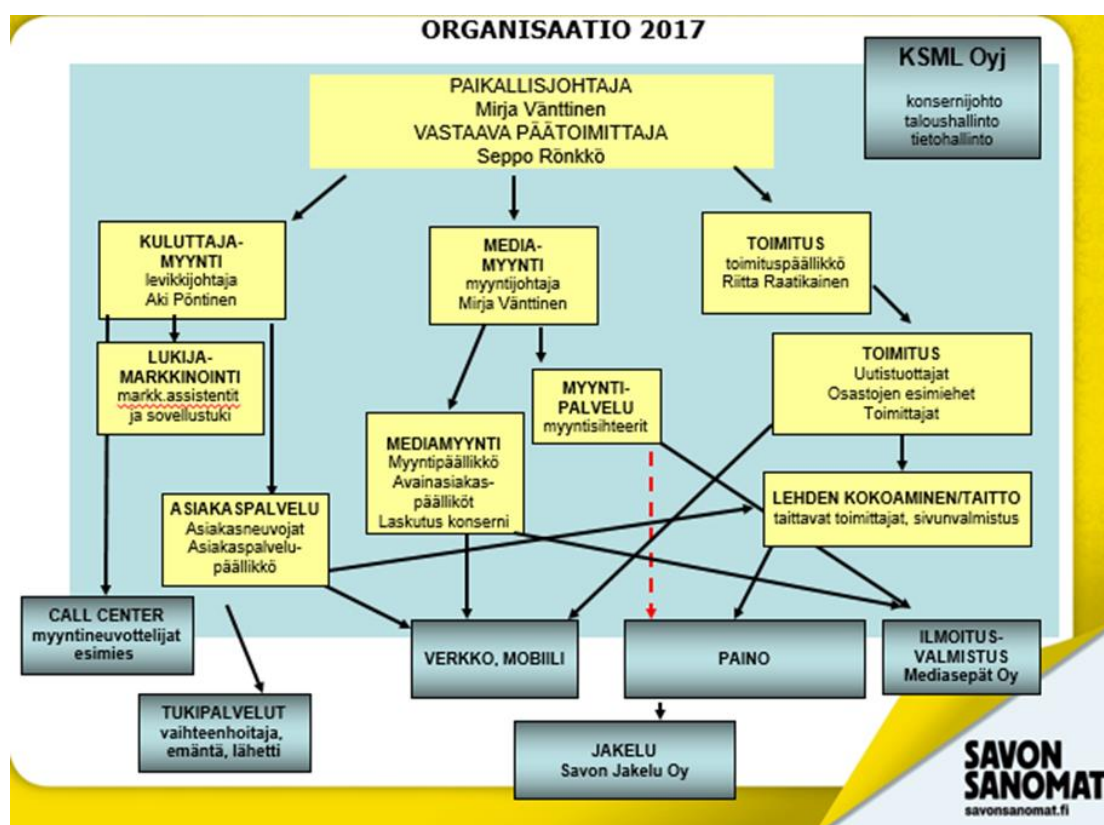 ORGANISAATIO 2017
KSML Oyj
konsernijohto
taloushallinto
tietohallinto
PAIKALLISJOHTAJA
Mirja Vänttinen
VASTAAVA PÄÄTOIMITTAJA
Seppo Rönkkö
KULUTTAJA-
MYYNTI
levikkijohtaja
Aki Pöntinen
MEDIA-
MYYNTI
myyntijohtaja
Mirja Vänttinen
TOIMITUS
toimituspäällikkö
Riitta Raatikainen
LUKIJA-
MARKKINOINTI
markk.assistentit
ja sovellustuki
MYYNTI-
PALVELU
myyntisihteerit
TOIMITUS
Uutistuottajat
Osastojen esimiehet
Toimittajat
MEDIAMYYNTI
Myyntipäällikkö
Avainasiakas-
päälliköt
Laskutus konserni
ASIAKASPALVELU
Asiakasneuvojat
Asiakaspalvelu-
päällikkö
LEHDEN KOKOAMINEN/TAITTO
taittavat toimittajat, sivunvalmistus
CALL CENTER
myyntineuvottelijat
esimies
VERKKO, MOBIILI
PAINO
ILMOITUS-
VALMISTUS
Mediasepät Oy
TUKIPALVELUT
vaihteenhoitaja,
emäntä, lähetti
JAKELU
Savon Jakelu Oy
SAVON
SANOMAT
savonsanomat.fi